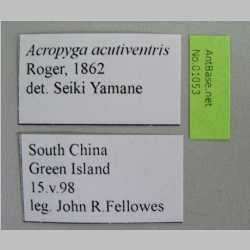 Acropyga acutiventris
Roger, 1862
det. Seiki Yamane
AntBase.net
No.01053
South China
Green Island
15.v.98
leg. John R.Fellowes